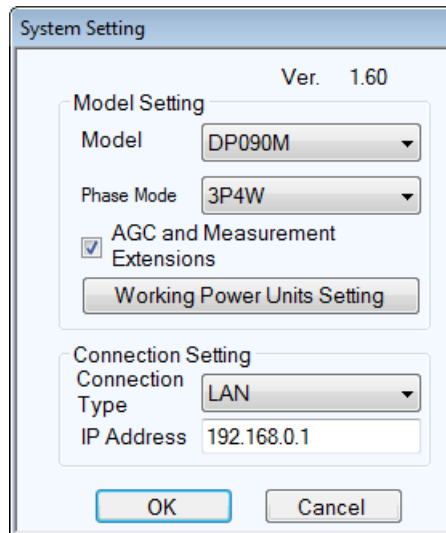 System Setting
Ver. 1.60
Model Setting
Model DP090M
Phase Mode 3P4W
AGC and Measurement
Extensions
Working Power Units Setting
Connection Setting
Connection
Type LAN
IP Address 192.168.0.1
OK Cancel